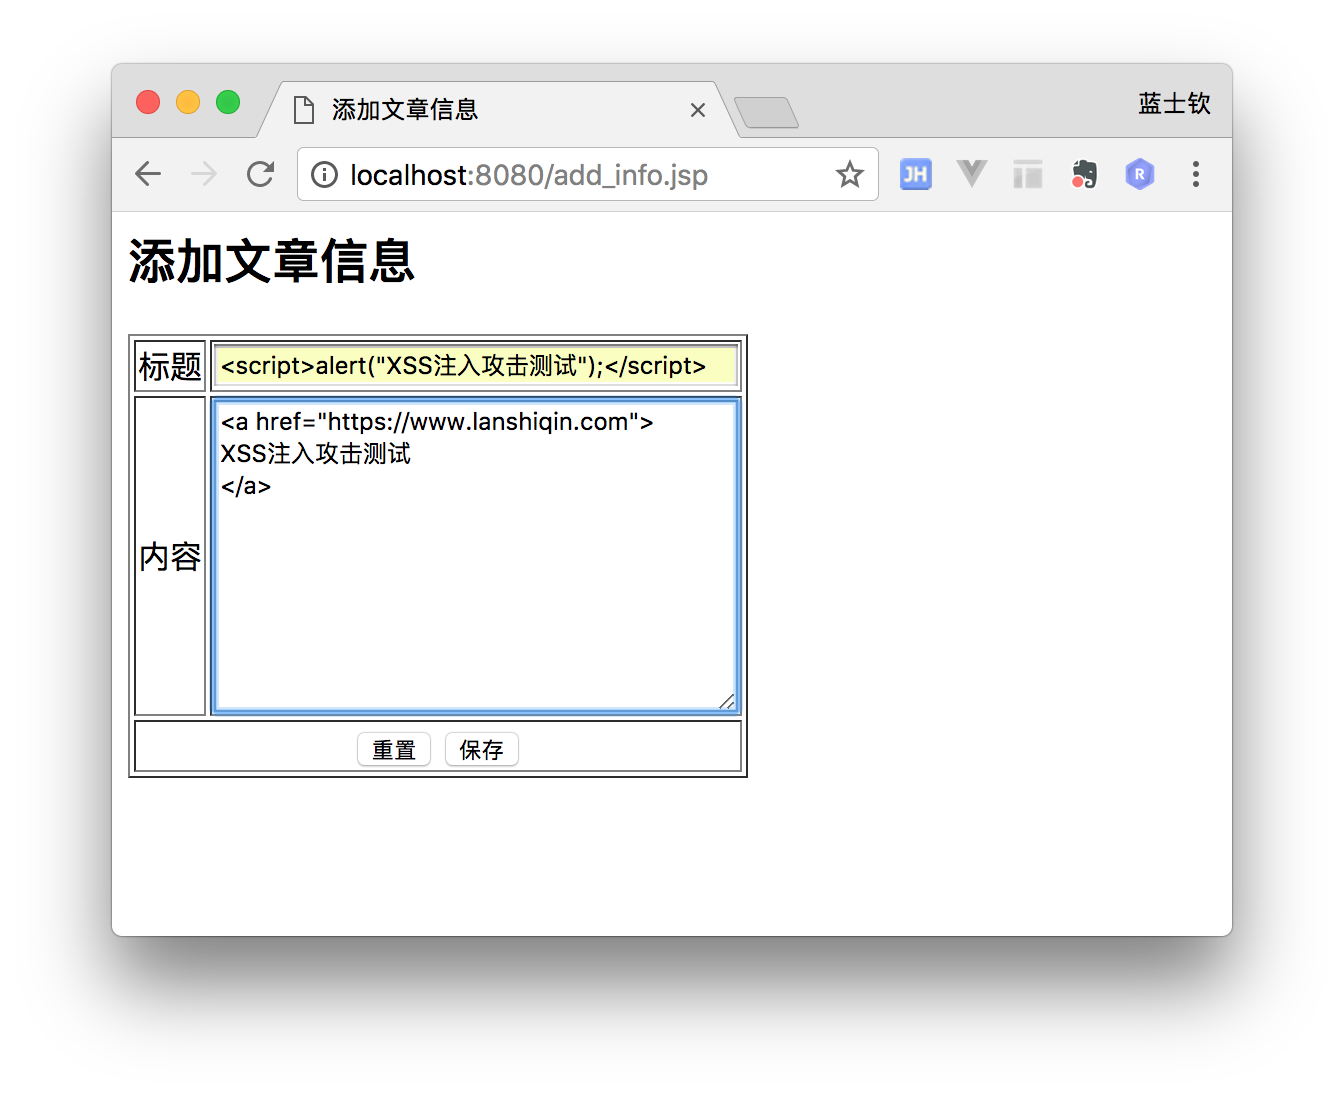 添加文章信息
蓝士钦
localhost:8080/add_info.jsp
JH
R
添加文章信息
标题
<script>alert("XSS注入攻击测试");</script>
内容
<a href="https://www.lanshiqin.com">
XSS注入攻击测试
</a>
重置 保存